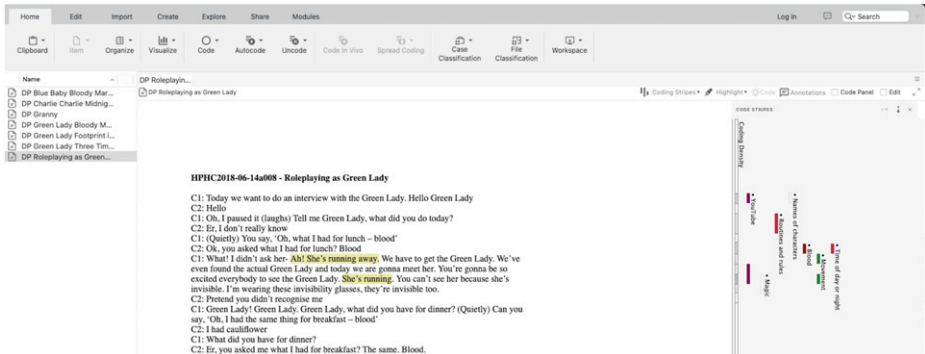 Home Edit Import Create Explore Share Modules Log In Search
Clipboard Item Organize Visualize Code Autocode Uncode Code In Vivo Spread Coding Case Classification File Classification Workspace
Name
DP Blue Baby Bloody Mar...
DP Charlie Charlie Midnig...
DP Granny
DP Green Lady Bloody M...
DP Green Lady Footprint i...
DP Green Lady Three Tim...
DP Roleplaying as Green...
DP Roleplayin...
DP Roleplaying as Green Lady
Coding Stripes Highlight Code Annotations Code Panel Edit
HPHC2018-06-14a008 - Roleplaying as Green Lady
C1: Today we want to do an interview with the Green Lady. Hello Green Lady
C2: Hello
C1: Oh, I paused it (laughs) Tell me Green Lady, what did you do today?
C2: Er, I don't really know
C1: (Quietly) You say, 'Oh, what I had for lunch – blood'
C2: Ok, you asked what I had for lunch? Blood
C1: What! I didn't ask her- Ah! She's running away. We have to get the Green Lady. We've
even found the actual Green Lady and today we are gonna meet her. You're gonna be so
excited everybody to see the Green Lady. She's running. You can't see her because she's
invisible. I'm wearing these invisibility glasses, they're invisible too.
C2: Pretend you didn't recognise me
C1: Green Lady! Green Lady. Green Lady, what did you have for dinner? (Quietly) Can you
say, 'Oh, I had the same thing for breakfast – blood'
C2: I had cauliflower
C1: What did you have for dinner?
C2: Er, you asked me what I had for breakfast? The same. Blood.
CODE STRIPES
Coding Density
YouTube
Magic
Routines and rules
Names of characters
Blood
Movement
Time of day or night